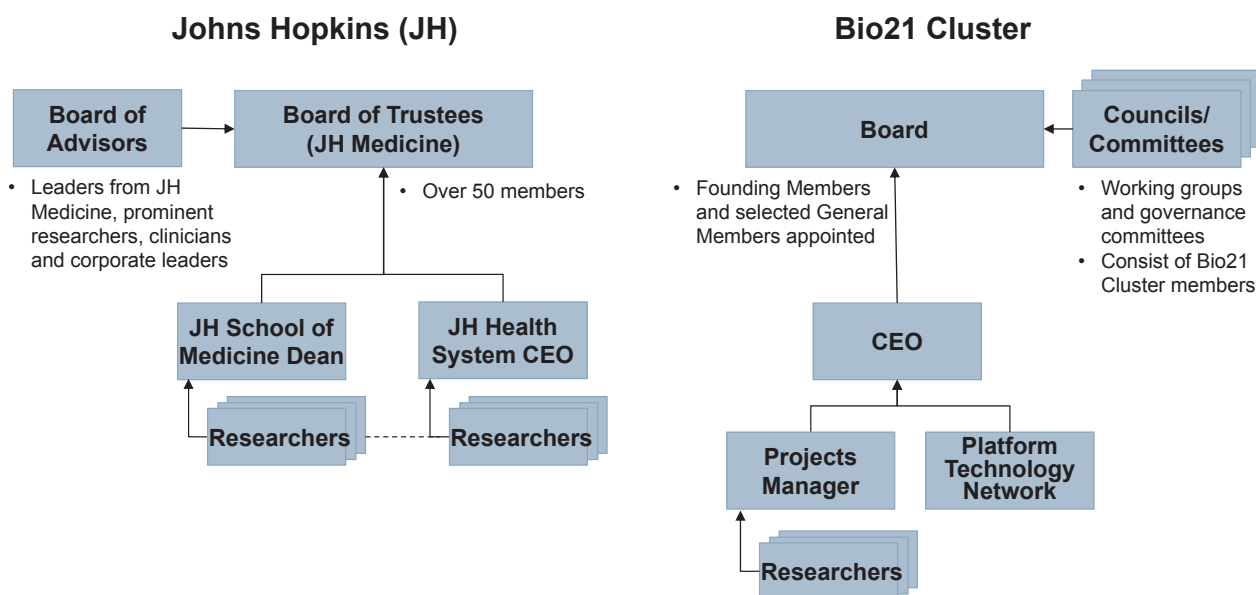 Johns Hopkins (JH)
Board of
Advisors
Board of Trustees
(JH Medicine)
• Leaders from JH
Medicine, prominent
researchers, clinicians
and corporate leaders
• Over 50 members
JH School of
Medicine Dean
JH Health
System CEO
Researchers
Researchers
Bio21 Cluster
Board
Councils/
Committees
• Founding Members
and selected General
Members appointed
• Working groups
and governance
committees
• Consist of Bio21
Cluster members
CEO
Projects
Manager
Platform
Technology
Network
Researchers